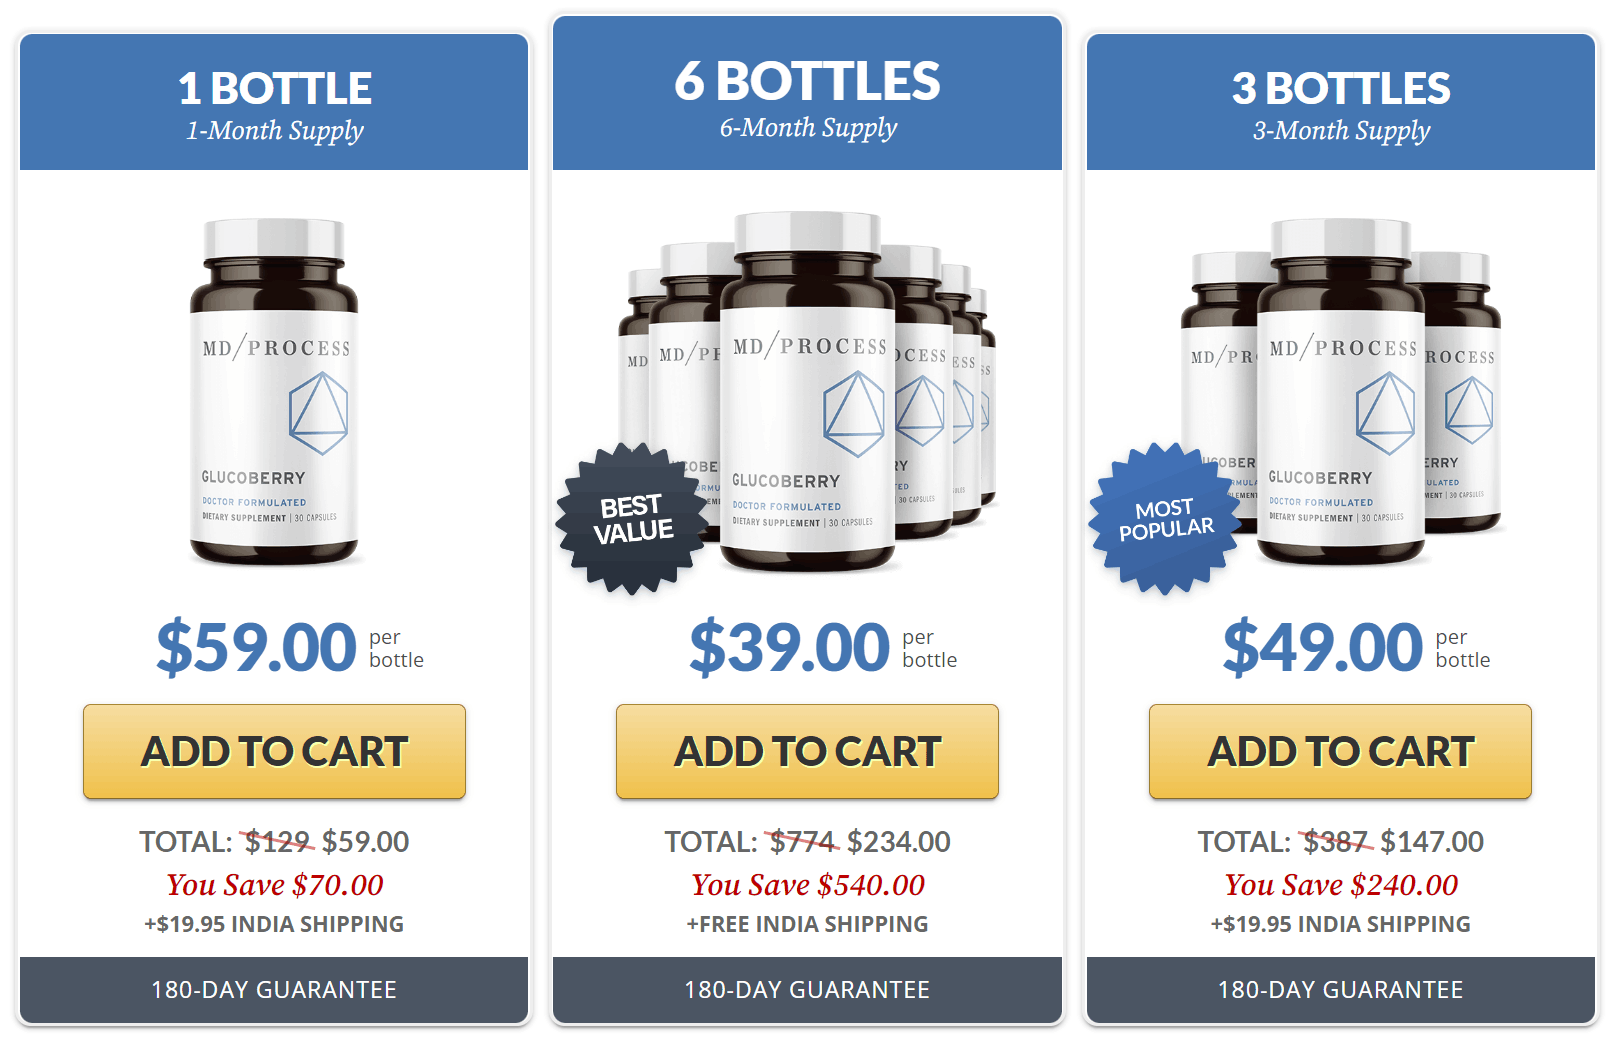 1 BOTTLE
1-Month Supply
MD/PROCESS
GLUCOBERRY
DOCTOR FORMULATED
DIETARY SUPPLEMENT | 30 CAPSULES
$59.00 per bottle
ADD TO CART
TOTAL: $129 $59.00
You Save $70.00
+$19.95 INDIA SHIPPING
180-DAY GUARANTEE
6 BOTTLES
6-Month Supply
MD/PROCESS
GLUCOBERRY
DOCTOR FORMULATED
DIETARY SUPPLEMENT | 30 CAPSULES
BEST
VALUE
$39.00 per bottle
ADD TO CART
TOTAL: $774 $234.00
You Save $540.00
+FREE INDIA SHIPPING
180-DAY GUARANTEE
3 BOTTLES
3-Month Supply
MD/PROCESS
GLUCOBERRY
DOCTOR FORMULATED
DIETARY SUPPLEMENT | 30 CAPSULES
MOST
POPULAR
$49.00 per bottle
ADD TO CART
TOTAL: $387 $147.00
You Save $240.00
+$19.95 INDIA SHIPPING
180-DAY GUARANTEE